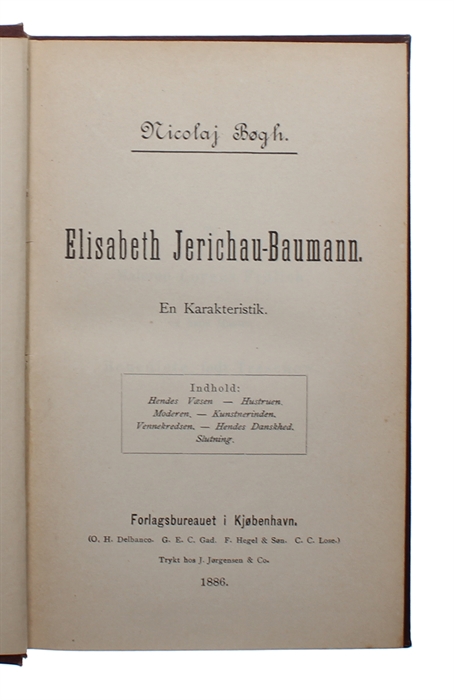 Nicolaj Bøgh.
Elisabeth Jerichau-Baumann.
En Karakteristik.
Indhold:
Hendes Væsen — Hustruen.
Moderen. — Kunstnerinden.
Vennekredsen. — Hendes Danskhed.
Slutning.
Forlagsbureauet i Kjøbenhavn.
(O. H. Delbanco. G. E. C. Gad. F. Hegel & Søn. C. C. Lose.)
Trykt hos J. Jørgensen & Co.
1886.